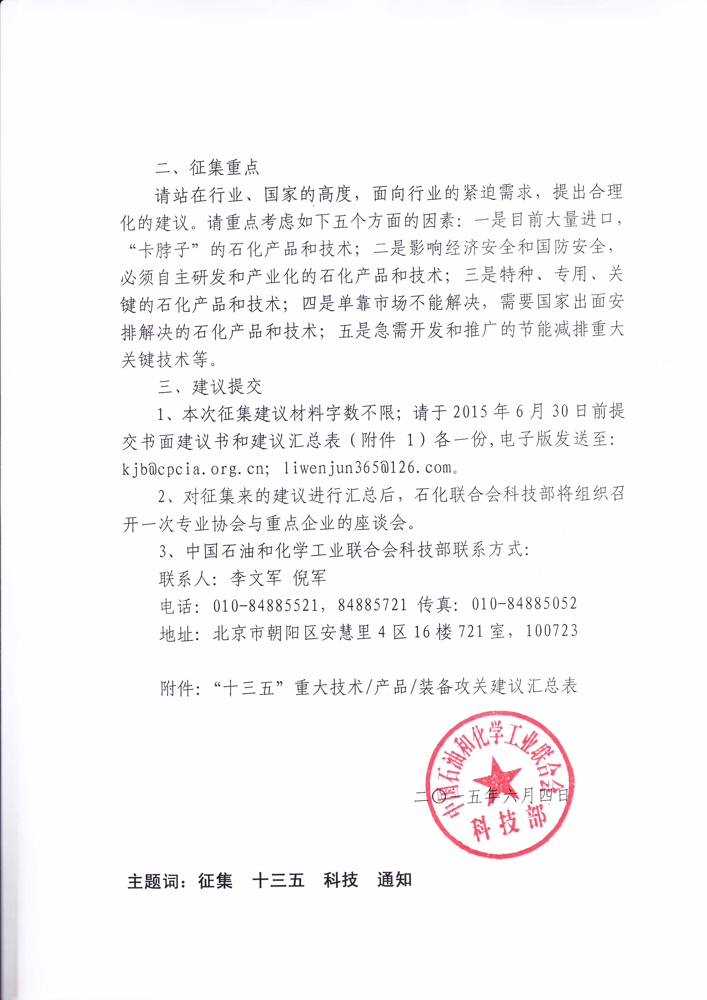 二、征集重点
请站在行业、国家的高度，面向行业的紧迫需求，提出合理
化的建议。请重点考虑如下五个方面的因素：一是目前大量进口，
“卡脖子”的石化产品和技术；二是影响经济安全和国防安全，
必须自主研发和产业化的石化产品和技术；三是特种、专用、关
键的石化产品和技术；四是单靠市场不能解决，需要国家出面安
排解决的石化产品和技术；五是急需开发和推广的节能减排重大
关键技术等。
三、建议提交
1、本次征集建议材料字数不限；请于 2015 年 6 月 30 日前提
交书面建议书和建议汇总表（附件 1）各一份,电子版发送至：
kjb@cpcia.org.cn; liwenjun365@126.com。
2、对征集来的建议进行汇总后，石化联合会科技部将组织召
开一次专业协会与重点企业的座谈会。
3、中国石油和化学工业联合会科技部联系方式：
联系人：李文军 倪军
电话：010-84885521，84885721 传真：010-84885052
地址：北京市朝阳区安慧里 4 区 16 楼 721 室，100723
附件：“十三五”重大技术/产品/装备攻关建议汇总表
中国石油和化学工业联合会
二〇一五年六月四日
科技部
主题词：征集 十三五 科技 通知